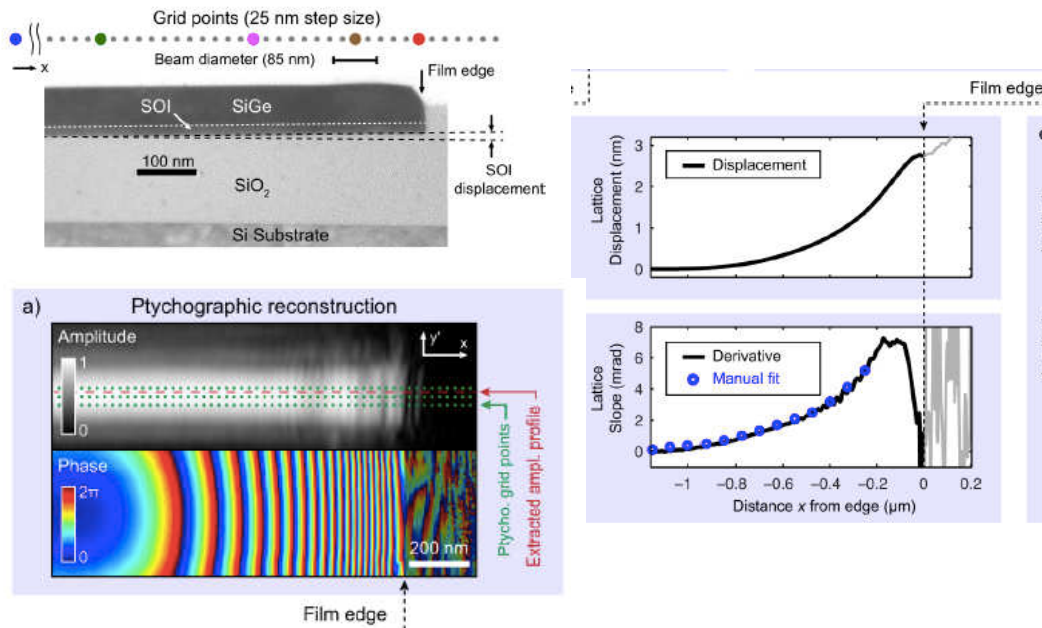 Grid points (25 nm step size)
x
Beam diameter (85 nm)
Film edge
SOI
SiGe
100 nm
SOI
displacement
SiO2
Si Substrate
a)
Ptychographic reconstruction
Amplitude
1
0
y'
x
Phase
2π
0
200 nm
Ptycho. grid points
Extracted ampl. profile
Film edge
Film edge
Lattice
Displacement (nm)
3
2
1
0
Displacement
Lattice
Slope (mrad)
8
6
4
2
0
Derivative
Manual fit
−1 −0.8 −0.6 −0.4 −0.2 0 0.2
Distance x from edge (µm)